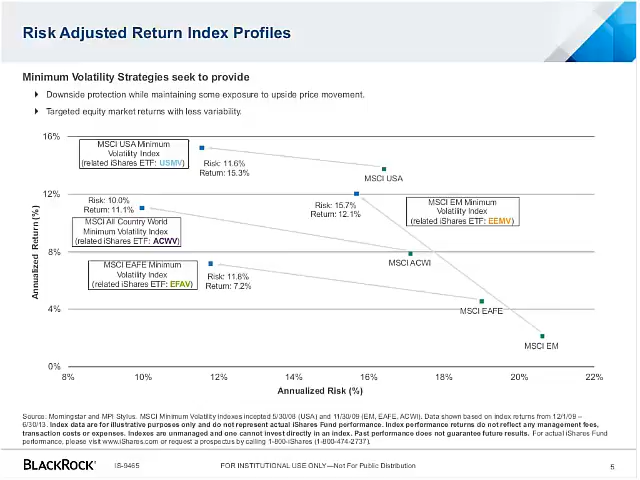 Risk Adjusted Return Index Profiles
Minimum Volatility Strategies seek to provide
Downside protection while maintaining some exposure to upside price movement.
Targeted equity market returns with less variability.
16%
12%
8%
4%
0%
Annualized Return (%)
MSCI USA Minimum
Volatility Index
(related iShares ETF: USMV)
Risk: 11.6%
Return: 15.3%
MSCI USA
Risk: 10.0%
Return: 11.1%
MSCI All Country World
Minimum Volatility Index
(related iShares ETF: ACWV)
Risk: 15.7%
Return: 12.1%
MSCI EM Minimum
Volatility Index
(related iShares ETF: EEMV)
MSCI ACWI
MSCI EAFE Minimum
Volatility Index
(related iShares ETF: EFAV)
Risk: 11.8%
Return: 7.2%
MSCI EAFE
MSCI EM
8%
10%
12%
14%
16%
18%
20%
22%
Annualized Risk (%)
Source: Morningstar and MPI Stylus. MSCI Minimum Volatility Indexes incepted 5/30/08 (USA) and 11/30/09 (EM, EAFE, ACWI). Data shown based on index returns from 12/1/09 –
6/30/13. Index data are for illustrative purposes only and do not represent actual iShares Fund performance. Index performance returns do not reflect any management fees,
transaction costs or expenses. Indexes are unmanaged and one cannot invest directly in an index. Past performance does not guarantee future results. For actual iShares Fund
performance, please visit www.iShares.com or request a prospectus by calling 1-800-iShares (1-800-474-2737).
BLACKROCK®
IS-9465
FOR INSTITUTIONAL USE ONLY—Not For Public Distribution
5